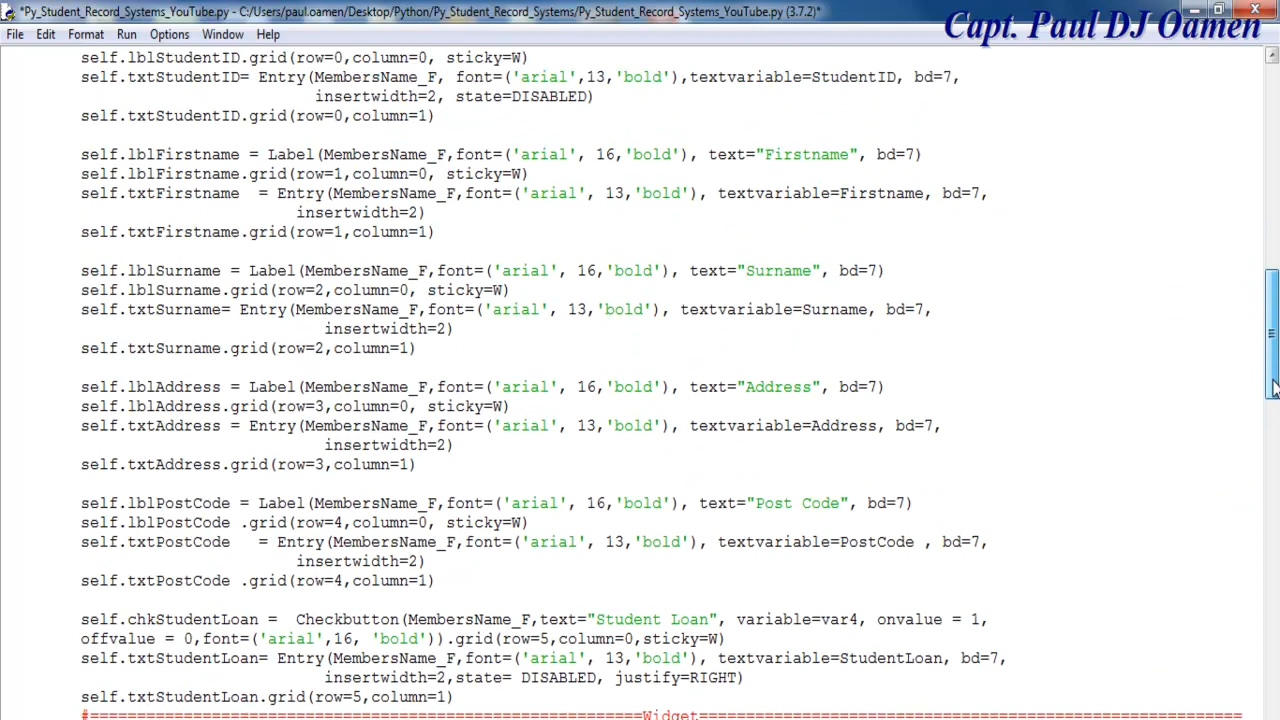 *Py_Student_Record_Systems_YouTube.py - C:/Users/paul.oamen/Desktop/Python/Py_Student_Record_Systems/Py_Student_Record_Systems_YouTube.py (3.7.2)*
Capt. Paul DJ Oamen
File Edit Format Run Options Window Help
self.lblStudentID.grid(row=0,column=0, sticky=W)
self.txtStudentID= Entry(MembersName_F, font=('arial',13,'bold'),textvariable=StudentID, bd=7,
insertwidth=2, state=DISABLED)
self.txtStudentID.grid(row=0,column=1)
self.lblFirstname = Label(MembersName_F,font=('arial', 16,'bold'), text="Firstname", bd=7)
self.lblFirstname.grid(row=1,column=0, sticky=W)
self.txtFirstname  = Entry(MembersName_F,font=('arial', 13,'bold'), textvariable=Firstname, bd=7,
insertwidth=2)
self.txtFirstname.grid(row=1,column=1)
self.lblSurname = Label(MembersName_F,font=('arial', 16,'bold'), text="Surname", bd=7)
self.lblSurname.grid(row=2,column=0, sticky=W)
self.txtSurname= Entry(MembersName_F,font=('arial', 13,'bold'), textvariable=Surname, bd=7,
insertwidth=2)
self.txtSurname.grid(row=2,column=1)
self.lblAddress = Label(MembersName_F,font=('arial', 16,'bold'), text="Address", bd=7)
self.lblAddress.grid(row=3,column=0, sticky=W)
self.txtAddress = Entry(MembersName_F,font=('arial', 13,'bold'), textvariable=Address, bd=7,
insertwidth=2)
self.txtAddress.grid(row=3,column=1)
self.lblPostCode = Label(MembersName_F,font=('arial', 16,'bold'), text="Post Code", bd=7)
self.lblPostCode .grid(row=4,column=0, sticky=W)
self.txtPostCode   = Entry(MembersName_F,font=('arial', 13,'bold'), textvariable=PostCode , bd=7,
insertwidth=2)
self.txtPostCode .grid(row=4,column=1)
self.chkStudentLoan =  Checkbutton(MembersName_F,text="Student Loan", variable=var4, onvalue = 1,
offvalue = 0,font=('arial',16, 'bold')).grid(row=5,column=0,sticky=W)
self.txtStudentLoan= Entry(MembersName_F,font=('arial', 13,'bold'), textvariable=StudentLoan, bd=7,
insertwidth=2,state= DISABLED, justify=RIGHT)
self.txtStudentLoan.grid(row=5,column=1)
#===========================================================Widget==========================================================